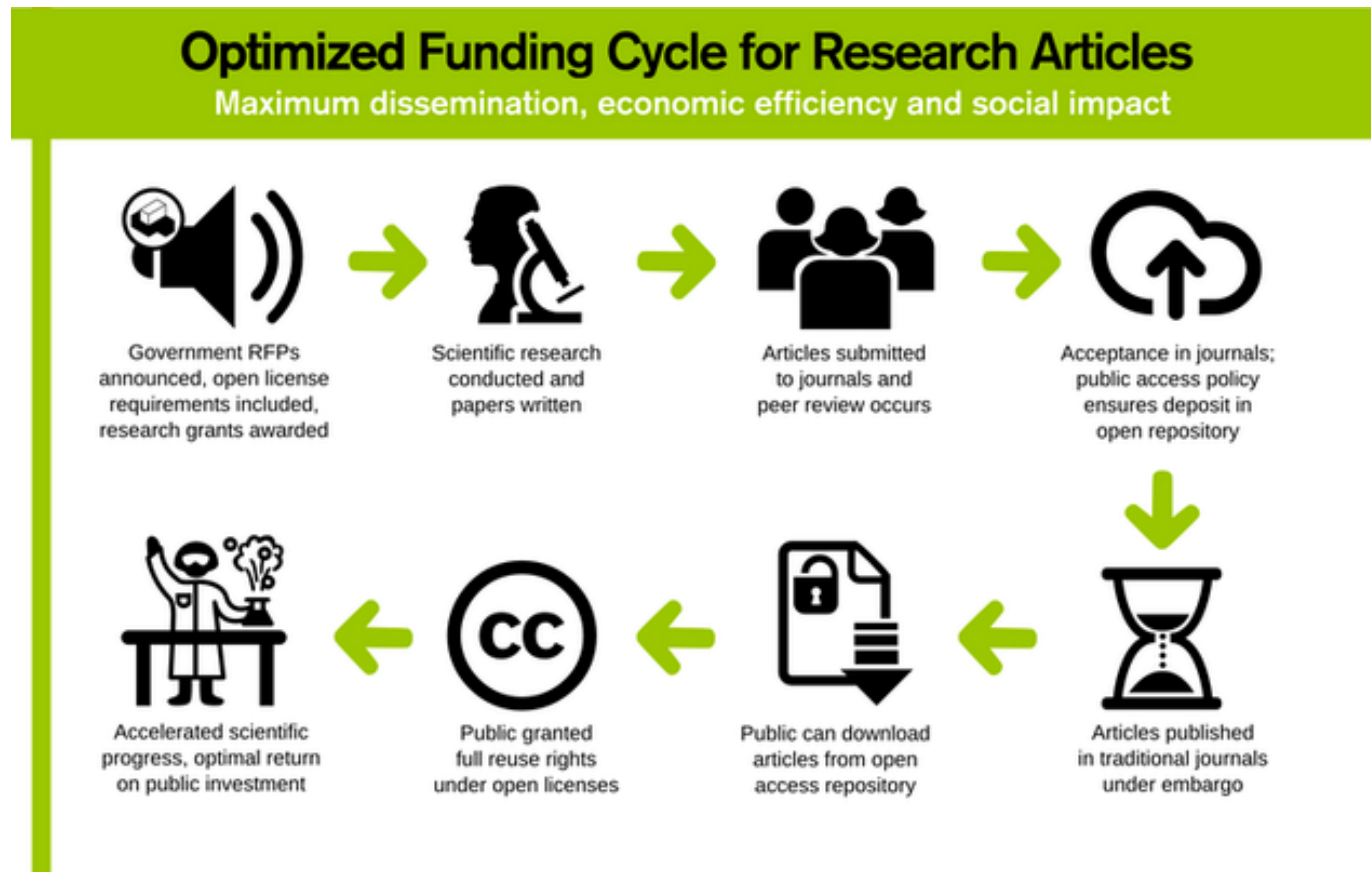 Optimized Funding Cycle for Research Articles
Maximum dissemination, economic efficiency and social impact
Government RFPs
announced, open license
requirements included,
research grants awarded
Scientific research
conducted and
papers written
Articles submitted
to journals and
peer review occurs
Acceptance in journals;
public access policy
ensures deposit in
open repository
Articles published
in traditional journals
under embargo
Public can download
articles from open
access repository
CC
Public granted
full reuse rights
under open licenses
Accelerated scientific
progress, optimal return
on public investment